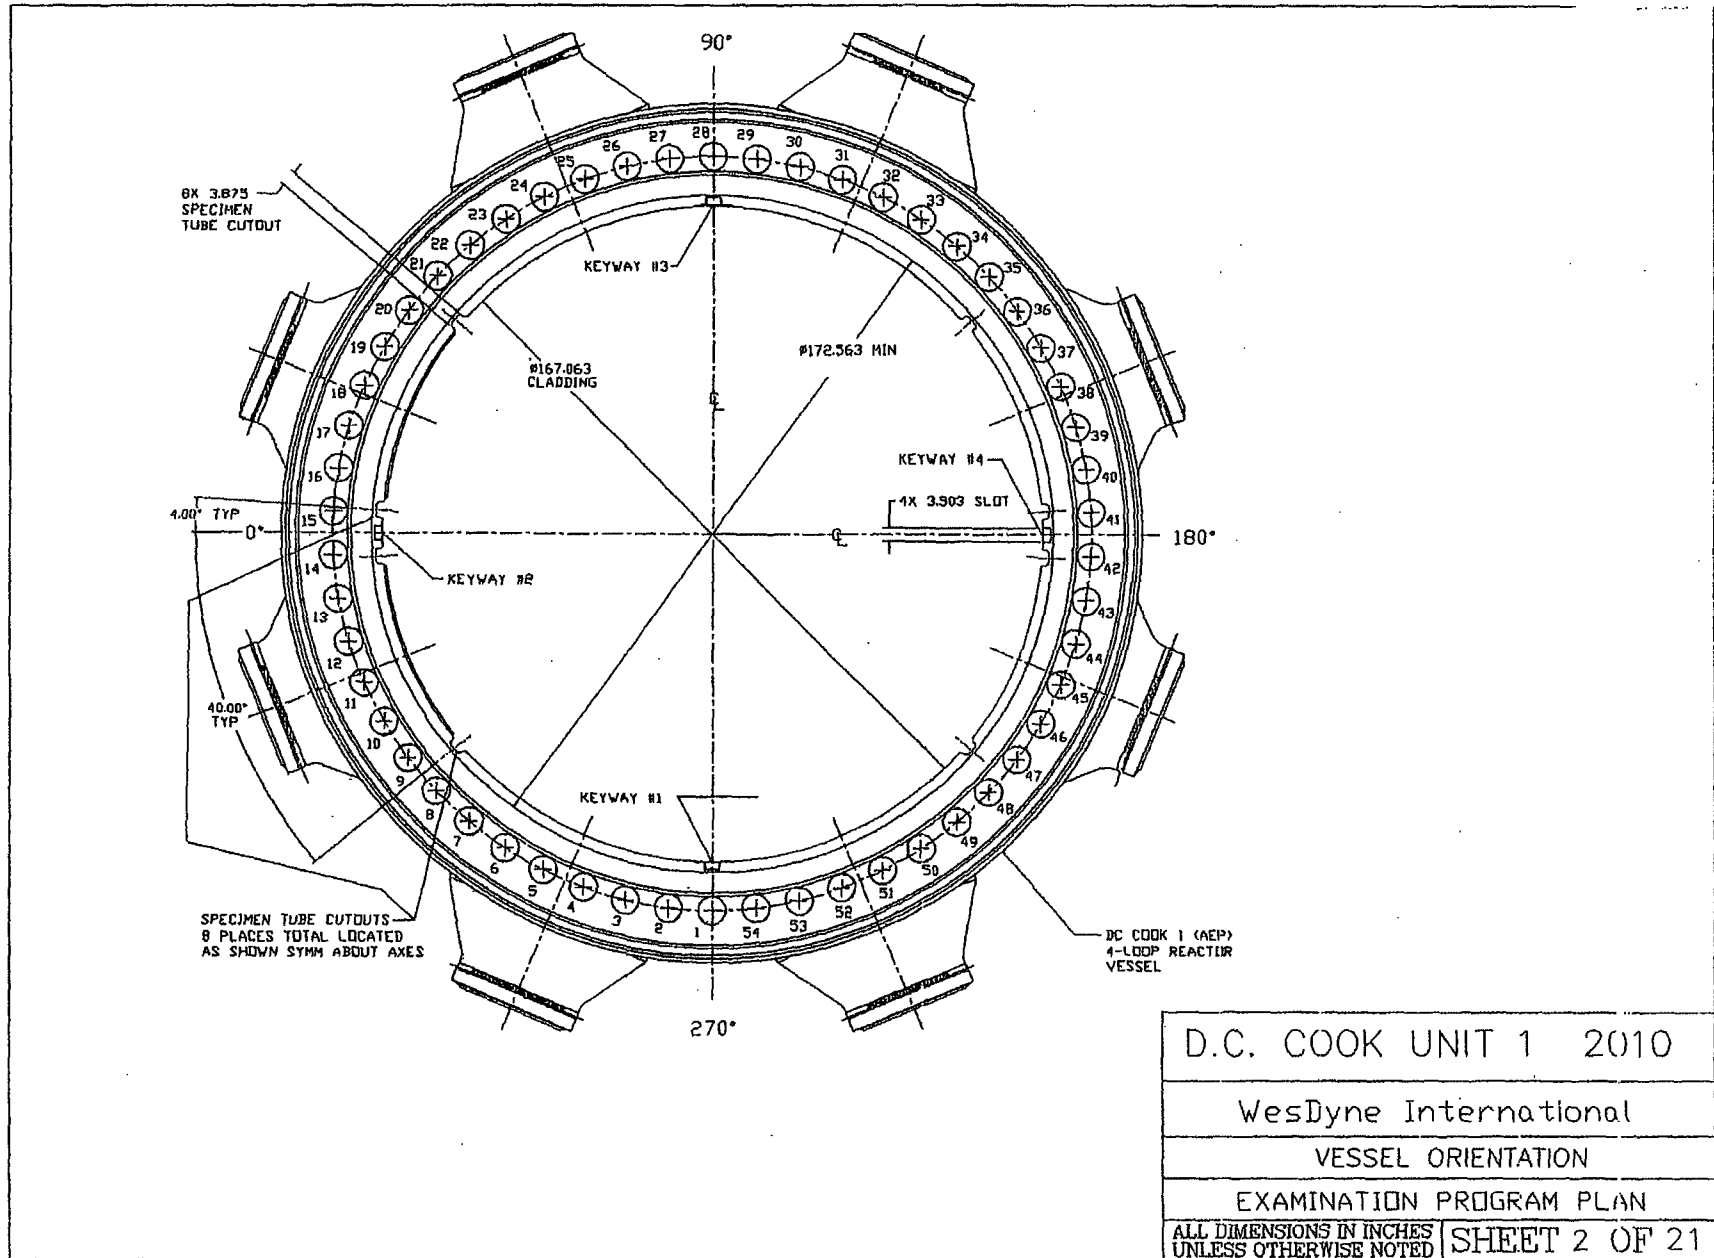 90°
27
28
29
26
30
25
31
24
32
23
33
22
34
21
35
20
36
19
37
18
38
17
39
16
40
15
41
14
42
13
43
12
44
11
45
10
46
9
47
8
48
7
49
6
50
5
51
4
52
3
53
2
1
54
8X 3.875
SPECIMEN
TUBE CUTOUT
KEYWAY #3
Ø167.063
CLADDING
Ø172.563 MIN
KEYWAY #4
4X 3.903 SLOT
4.00° TYP
0°
180°
KEYWAY #2
40.00°
TYP
KEYWAY #1
SPECIMEN TUBE CUTOUTS
8 PLACES TOTAL LOCATED
AS SHOWN SYMM ABOUT AXES
DC COOK 1 (AEP)
4-LOOP REACTOR
VESSEL
270°
D.C. COOK UNIT 1 2010
WesDyne International
VESSEL ORIENTATION
EXAMINATION PROGRAM PLAN
ALL DIMENSIONS IN INCHES
UNLESS OTHERWISE NOTED
SHEET 2 OF 21